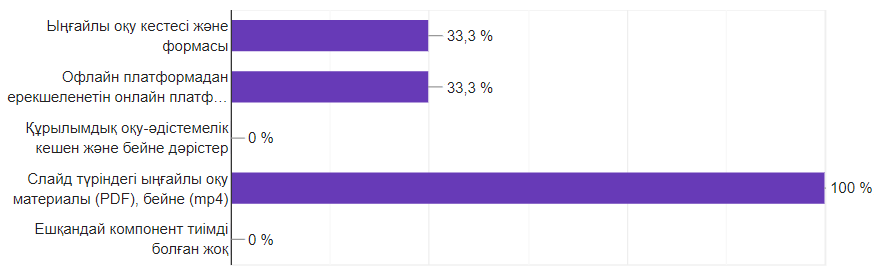 Ыңғайлы оқу кестесі және
формасы
33,3 %
Офлайн платформадан
ерекшеленетін онлайн платф…
33,3 %
Құрылымдық оқу-әдістемелік
кешен және бейне дәрістер
0 %
Слайд түріндегі ыңғайлы оқу
материалы (PDF), бейне (mp4)
100 %
Ешқандай компонент тиімді
болған жоқ
0 %